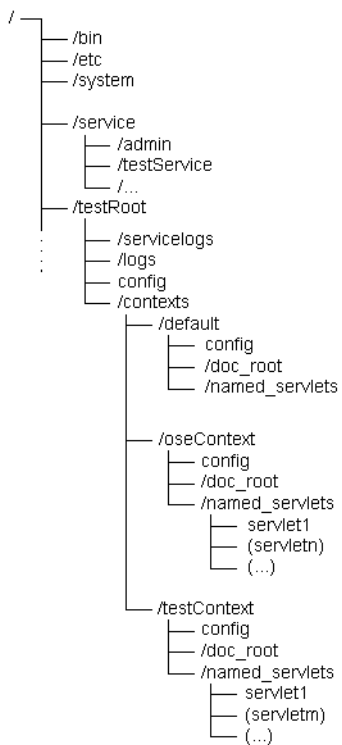 /
/bin
/etc
/system
/service
/admin
/testService
/...
/testRoot
/servicelogs
/logs
config
/contexts
/default
config
/doc_root
/named_servlets
/oseContext
config
/doc_root
/named_servlets
servlet1
(servletn)
(...)
/testContext
config
/doc_root
/named_servlets
servlet1
(servletm)
(...)